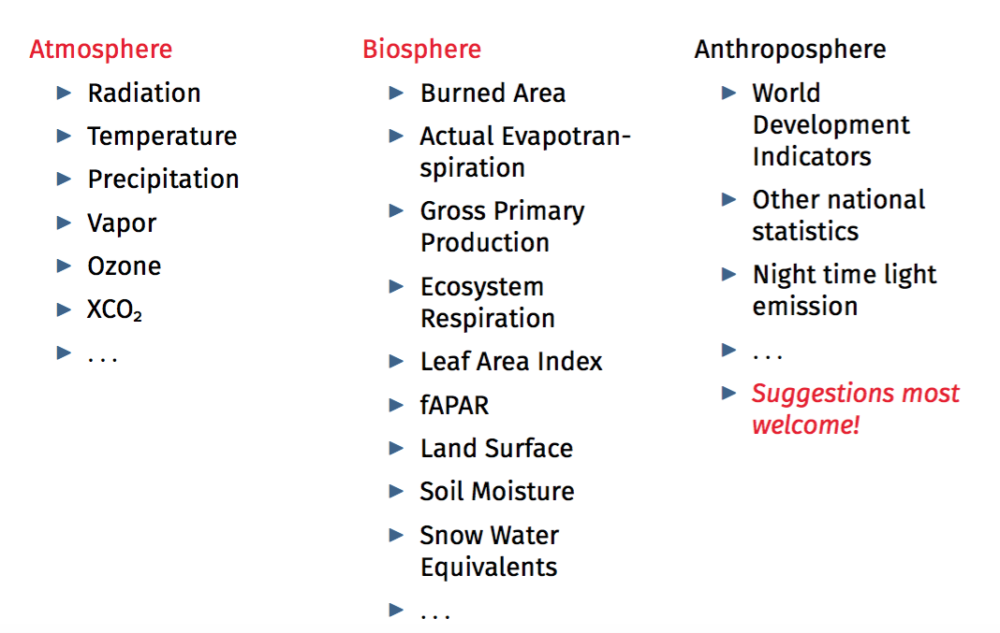 Atmosphere
► Radiation
► Temperature
► Precipitation
► Vapor
► Ozone
► XCO₂
► . . .
Biosphere
► Burned Area
► Actual Evapotran-
spiration
► Gross Primary
Production
► Ecosystem
Respiration
► Leaf Area Index
► fAPAR
► Land Surface
► Soil Moisture
► Snow Water
Equivalents
► . . .
Anthroposphere
► World
Development
Indicators
► Other national
statistics
► Night time light
emission
► . . .
► Suggestions most
welcome!